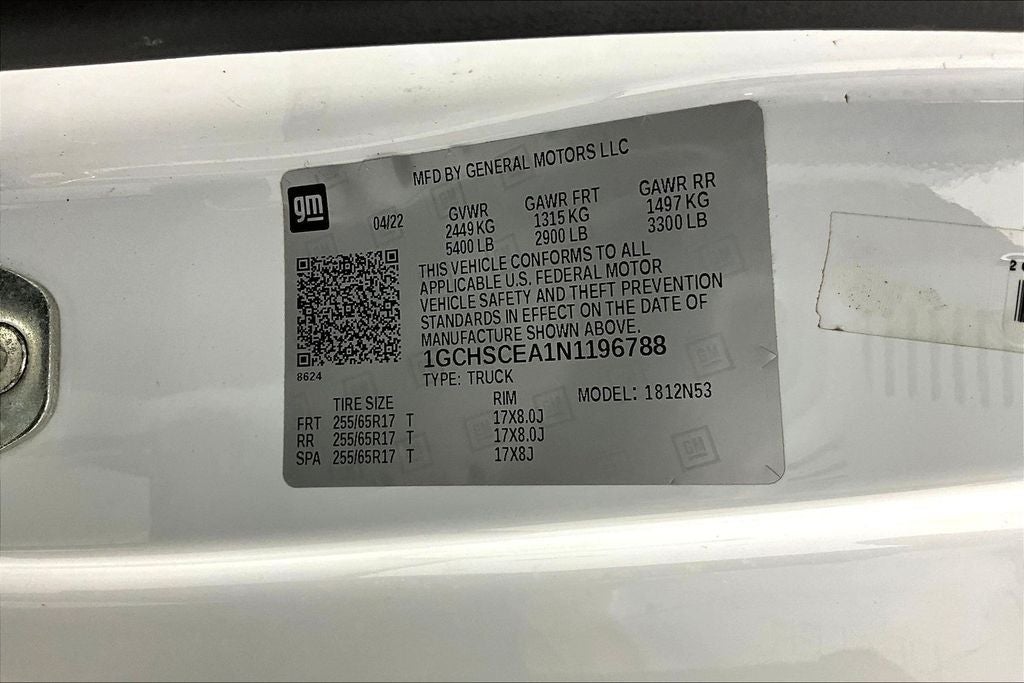 MFD BY GENERAL MOTORS LLC
gm
04/22
GVWR GAWR FRT GAWR RR
2449 KG 1315 KG 1497 KG
5400 LB 2900 LB 3300 LB
THIS VEHICLE CONFORMS TO ALL
APPLICABLE U.S. FEDERAL MOTOR
VEHICLE SAFETY AND THEFT PREVENTION
STANDARDS IN EFFECT ON THE DATE OF
MANUFACTURE SHOWN ABOVE.
1GCHSCEA1N1196788
8624
TYPE: TRUCK
MODEL: 1812N53
TIRE SIZE RIM
FRT 255/65R17 T 17X8.0J
RR 255/65R17 T 17X8.0J
SPA 255/65R17 T 17X8J
GM
GM